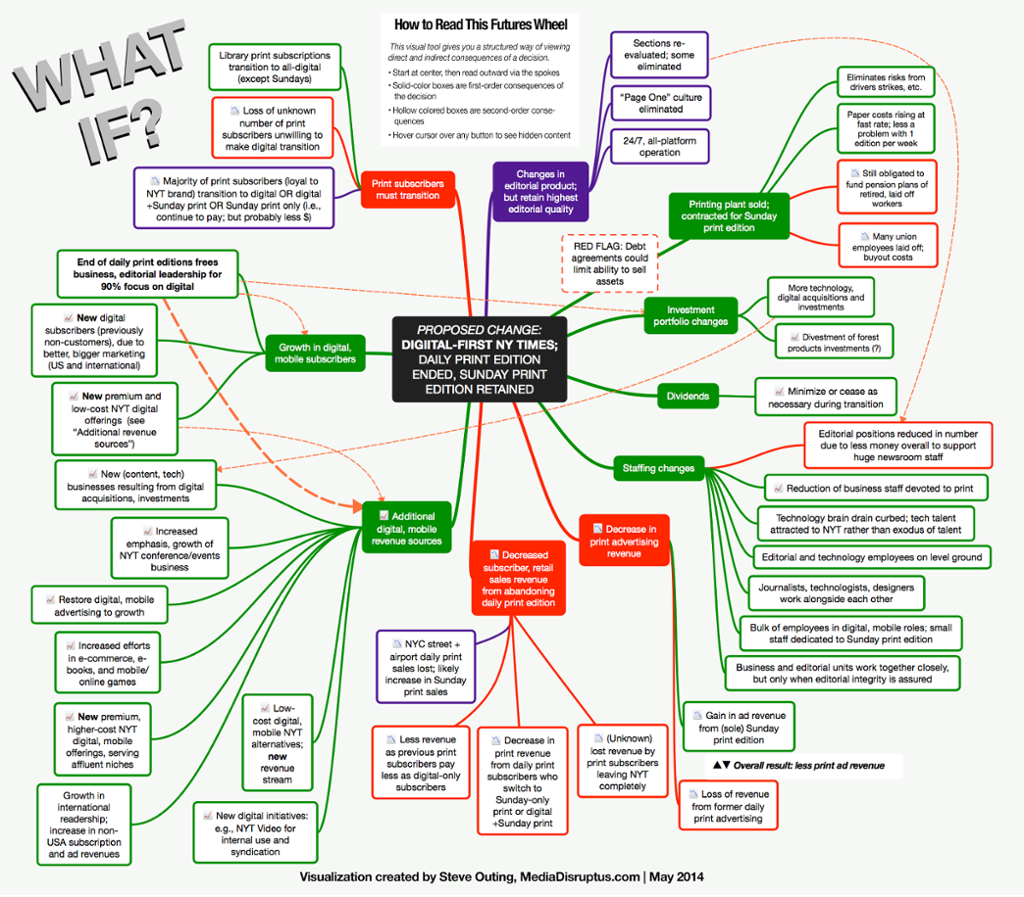 WHAT
IF?
How to Read This Futures Wheel
This visual tool gives you a structured way of viewing
direct and indirect consequences of a decision.
• Start at center, then read outward via the spokes
• Solid-color boxes are first-order consequences of
the decision
• Hollow colored boxes are second-order conse-
quences
• Hover cursor over any button to see hidden content
Library print subscriptions
transition to all-digital
(except Sundays)
Loss of unknown
number of print
subscribers unwilling to
make digital transition
Majority of print subscribers (loyal to
NYT brand) transition to digital OR digital
+Sunday print OR Sunday print only (i.e.,
continue to pay; but probably less $)
Print subscribers
must transition
Changes in
editorial product;
but retain highest
editorial quality
Sections re-
evaluated; some
eliminated
“Page One” culture
eliminated
24/7, all-platform
operation
Printing plant sold;
contracted for Sunday
print edition
Eliminates risks from
drivers strikes, etc.
Paper costs rising at
fast rate; less a
problem with 1
edition per week
Still obligated to
fund pension plans of
retired, laid off
workers
Many union
employees laid off;
buyout costs
RED FLAG: Debt
agreements could
limit ability to sell
assets
End of daily print editions frees
business, editorial leadership for
90% focus on digital
New digital
subscribers (previously
non-customers), due to
better, bigger marketing
(US and international)
New premium and
low-cost NYT digital
offerings (see
“Additional revenue
sources”)
Growth in digital,
mobile subscribers
PROPOSED CHANGE:
DIGIITAL-FIRST NY TIMES;
DAILY PRINT EDITION
ENDED, SUNDAY PRINT
EDITION RETAINED
Investment
portfolio changes
More technology,
digital acquisitions and
investments
Divestment of forest
products investments (?)
Dividends
Minimize or cease as
necessary during transition
Staffing changes
Editorial positions reduced in number
due to less money overall to support
huge newsroom staff
Reduction of business staff devoted to print
Technology brain drain curbed; tech talent
attracted to NYT rather than exodus of talent
Editorial and technology employees on level ground
Journalists, technologists, designers
work alongside each other
Bulk of employees in digital, mobile roles; small
staff dedicated to Sunday print edition
Business and editorial units work together closely,
but only when editorial integrity is assured
New (content, tech)
businesses resulting from digital
acquisitions, investments
Increased
emphasis, growth of
NYT conference/events
business
Restore digital, mobile
advertising to growth
Increased efforts
in e-commerce, e-
books, and mobile/
online games
New premium,
higher-cost NYT
digital, mobile
offerings, serving
affluent niches
Growth in
international
readership;
increase in non-
USA subscription
and ad revenues
Additional
digital, mobile
revenue sources
Low-
cost digital,
mobile NYT
alternatives;
new
revenue
stream
New digital initiatives:
e.g., NYT Video for
internal use and
syndication
Decreased
subscriber, retail
sales revenue
from abandoning
daily print edition
Decrease in
print advertising
revenue
NYC street +
airport daily print
sales lost; likely
increase in Sunday
print sales
Less revenue
as previous print
subscribers pay
less as digital-only
subscribers
Decrease in
print revenue
from daily print
subscribers who
switch to
Sunday-only
print or digital
+Sunday print
(Unknown)
lost revenue by
print subscribers
leaving NYT
completely
Gain in ad revenue
from (sole) Sunday
print edition
▲▼ Overall result: less print ad revenue
Loss of revenue
from former daily
print advertising
Visualization created by Steve Outing, MediaDisruptus.com | May 2014